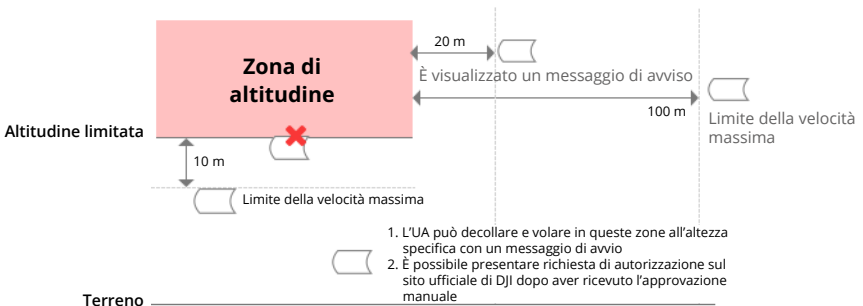 20 m
Zona di
altitudine
È visualizzato un messaggio di avviso
100 m
Limite della velocità
massima
Altitudine limitata
10 m
Limite della velocità massima
1. L’UA può decollare e volare in queste zone all’altezza
specifica con un messaggio di avvio
2. È possibile presentare richiesta di autorizzazione sul
sito ufficiale di DJI dopo aver ricevuto l’approvazione
manuale
Terreno